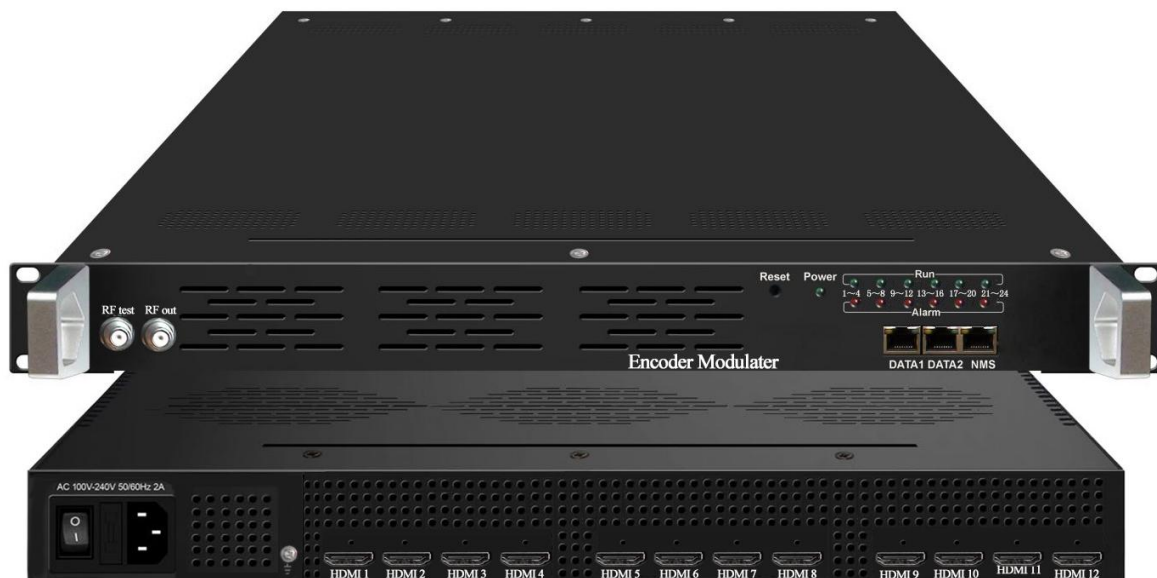 Reset Power Run
1~4 5~8 9~12 13~16 17~20 21~24
Alarm
RF test RF out
Encoder Modulater
DATA1 DATA2 NMS
AC 100V-240V 50/60Hz 2A
O
I
HDMI 1 HDMI 2 HDMI 3 HDMI 4 HDMI 5 HDMI 6 HDMI 7 HDMI 8 HDMI 9 HDMI 10 HDMI 11 HDMI 12